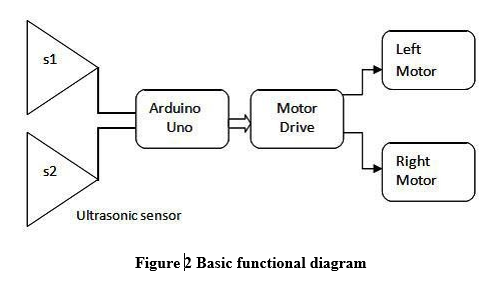 s1
s2
Ultrasonic sensor
Arduino
Uno
Motor
Drive
Left
Motor
Right
Motor
Figure 2 Basic functional diagram